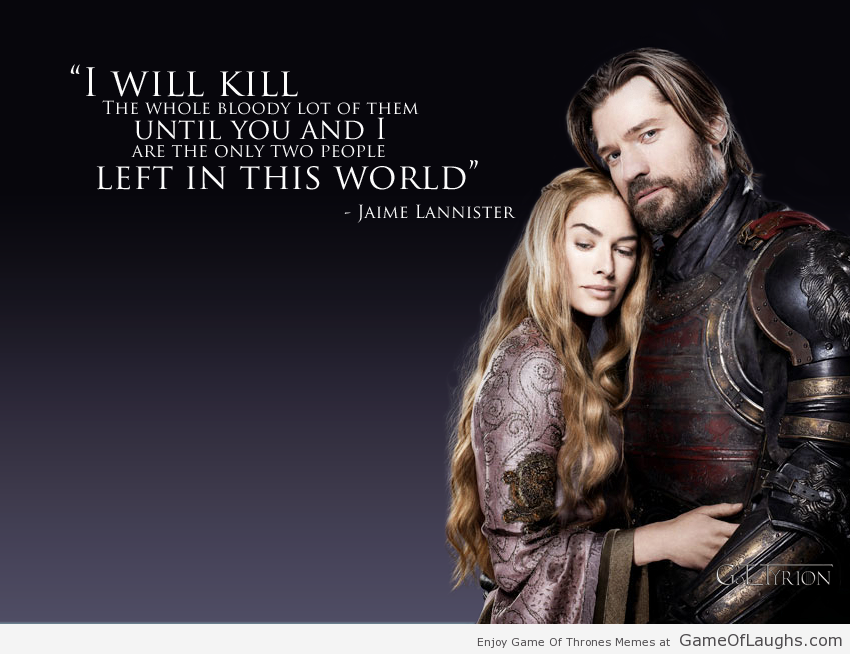 “I will kill
The whole bloody lot of them
until you and I
are the only two people
left in this world”
- Jaime Lannister
GALTYRION
Enjoy Game Of Thrones Memes at GameOfLaughs.com